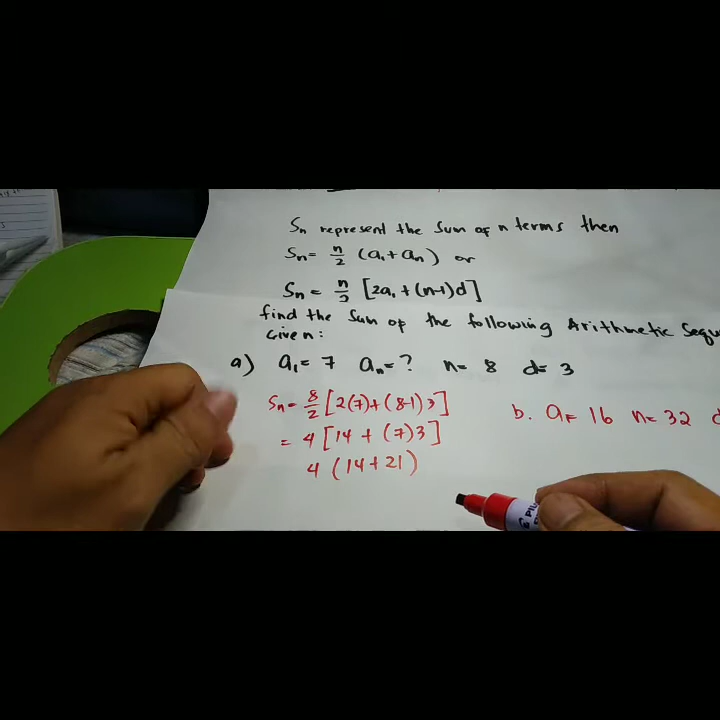 Sn represent the sum of n terms then
Sn = n/2 (a1 + an) or
Sn = n/2 [2a1 + (n-1)d]
find the sum of the following Arithmetic
Given:
a) a1 = 7 an = ? n = 8 d = 3
Sn = 8/2 [2(7) + (8-1)3]
= 4 [14 + (7)3]
4 (14 + 21)
b. a1 = 16 n = 32